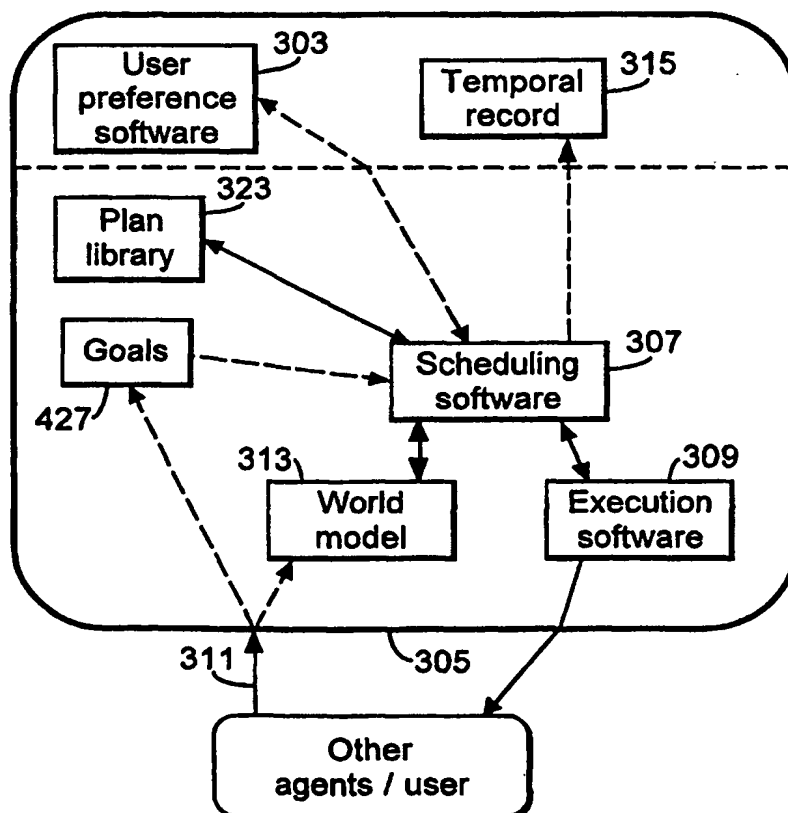 303
User
preference
software
315
Temporal
record
323
Plan
library
Goals
427
307
Scheduling
software
313
World
model
309
Execution
software
311
305
Other
agents / user